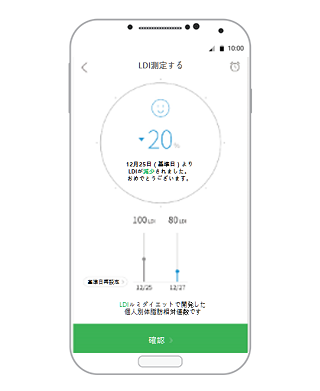 10:00
LDI測定する
20%
12月25日 ( 基準日 ) より
LDIが減少されました。
おめでとうございます。
100LDI 80LDI
基準日再設定
12/25 12/27
LDIルミダイエットで開発した
個人別体脂肪相対値数です
確認 >